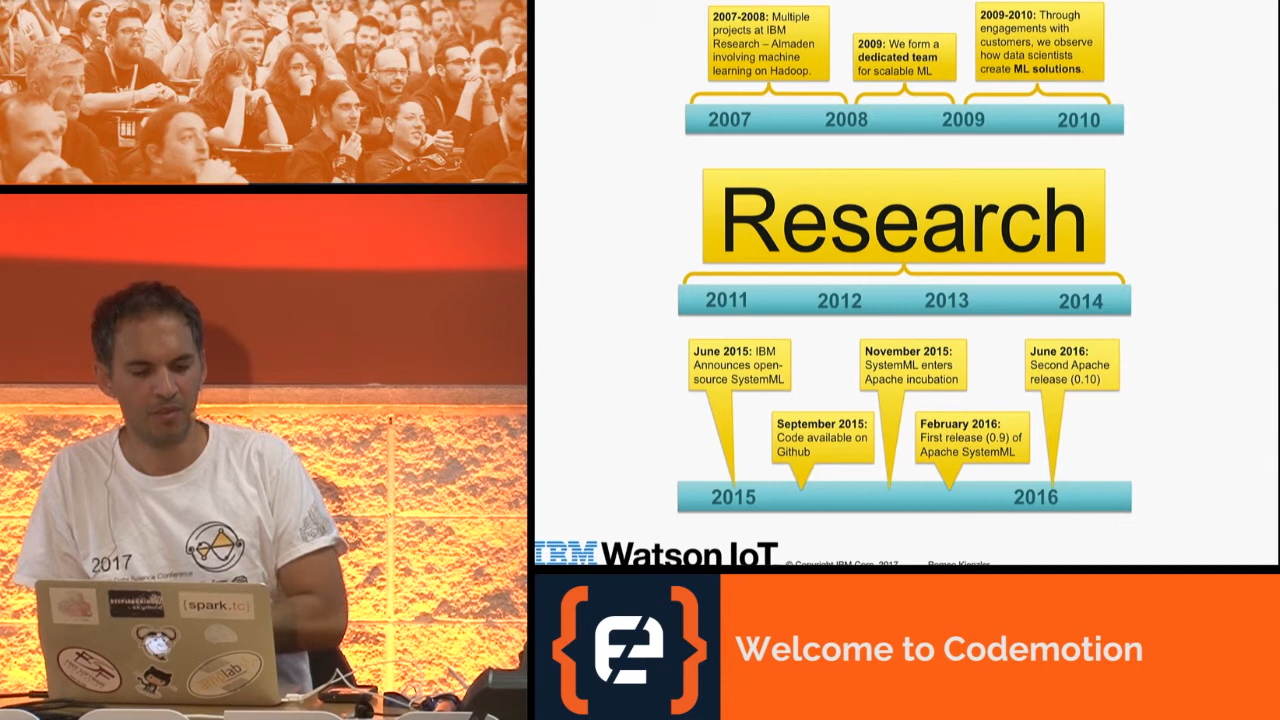 2007-2008: Multiple
projects at IBM
Research – Almaden
involving machine
learning on Hadoop.
2009: We form a
dedicated team
for scalable ML
2009-2010: Through
engagements with
customers, we observe
how data scientists
create ML solutions.
2007 2008 2009 2010
Research
2011 2012 2013 2014
June 2015: IBM
Announces open-
source SystemML
November 2015:
SystemML enters
Apache incubation
June 2016:
Second Apache
release (0.10)
September 2015:
Code available on
Github
February 2016:
First release (0.9) of
Apache SystemML
2015 2016
IBM Watson IoT
© Copyright IBM Corp. 2017 Romeo Kienzler
2017
Science Conference
{spark.tc}
Welcome to Codemotion